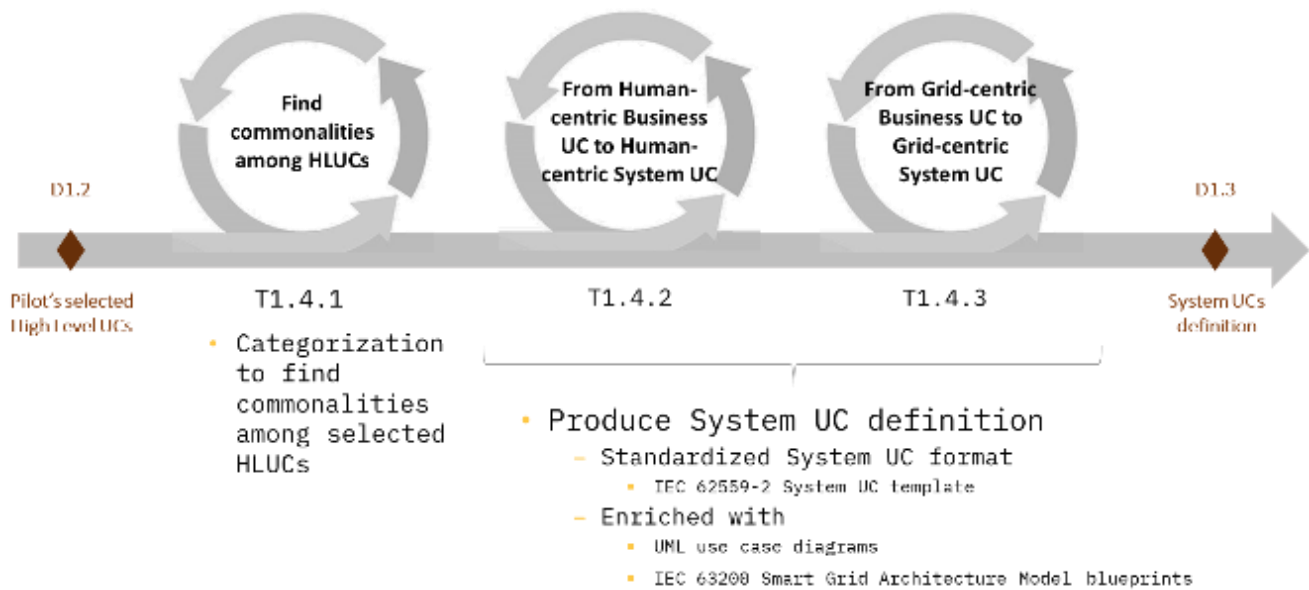 Find
commonalities
among HLUCs
From Human-
centric Business
UC to Human-
centric System UC
From Grid-centric
Business UC to
Grid-centric
System UC
D1.2
D1.3
Pilot's selected
High Level UCs
T1.4.1
T1.4.2
T1.4.3
System UCs
definition
• Categorization
to find
commonalities
among selected
HLUCs
• Produce System UC definition
– Standardized System UC format
▪ IEC 62559-2 System UC template
– Enriched with
▪ UML use case diagrams
▪ IEC 63200 Smart Grid Architecture Model blueprints